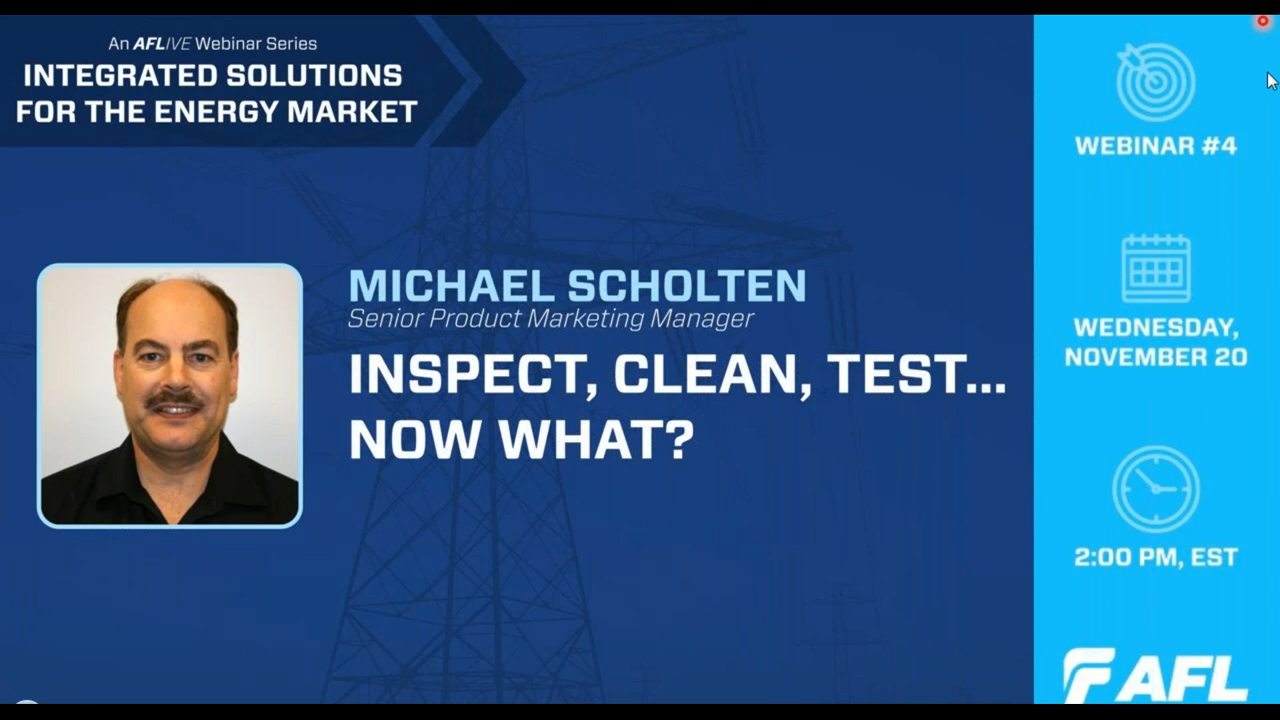 An AFLIVE Webinar Series
INTEGRATED SOLUTIONS
FOR THE ENERGY MARKET
MICHAEL SCHOLTEN
Senior Product Marketing Manager
INSPECT, CLEAN, TEST...
NOW WHAT?
WEBINAR #4
WEDNESDAY,
NOVEMBER 20
2:00 PM, EST
AFL